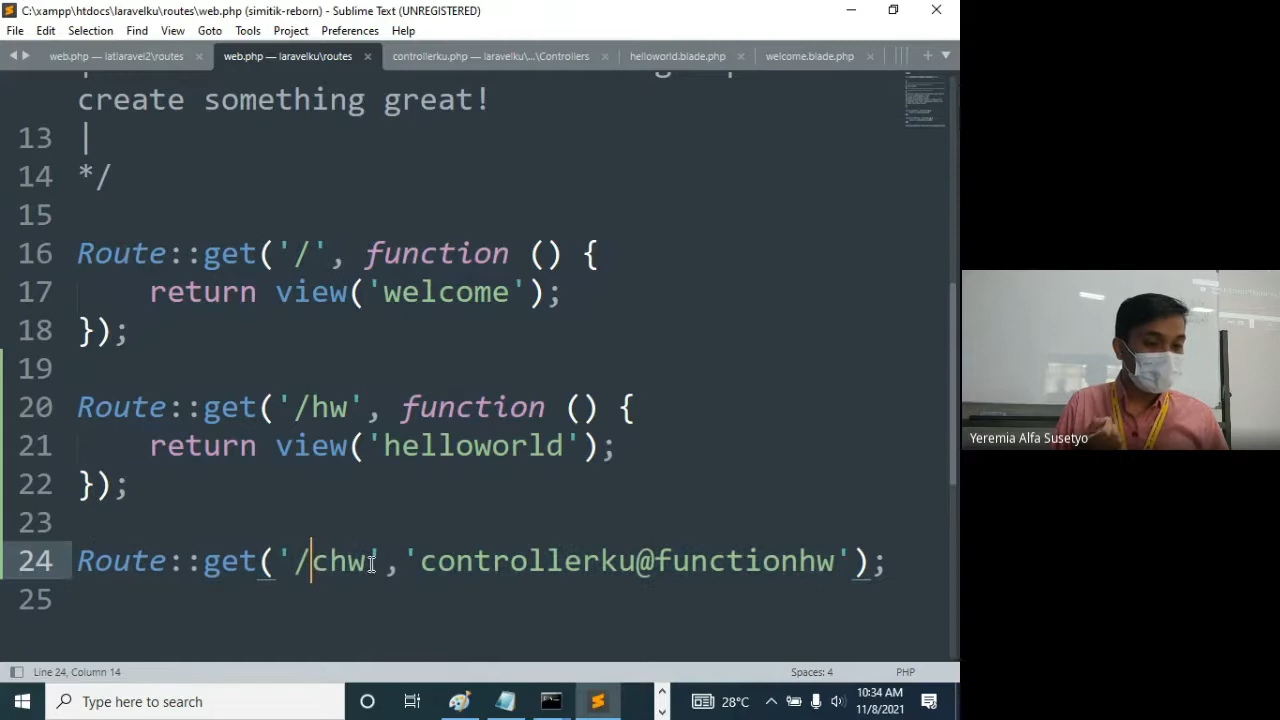 C:\xampp\htdocs\laravelku\routes\web.php (simitik-reborn) - Sublime Text (UNREGISTERED)
File Edit Selection Find View Goto Tools Project Preferences Help
web.php — latlaravel2\routes
web.php — laravelku\routes
controllerku.php — laravelku\...\Controllers
helloworld.blade.php
welcome.blade.php
create something great!
13 |
14 */
15
16 Route::get('/', function () {
17 return view('welcome');
18 });
19
20 Route::get('/hw', function () {
21 return view('helloworld');
22 });
23
24 Route::get('/chw','controllerku@functionhw');
25
Yeremia Alfa Susetyo
Line 24, Column 14
Spaces: 4
PHP
Type here to search
28°C
10:34 AM
11/8/2021